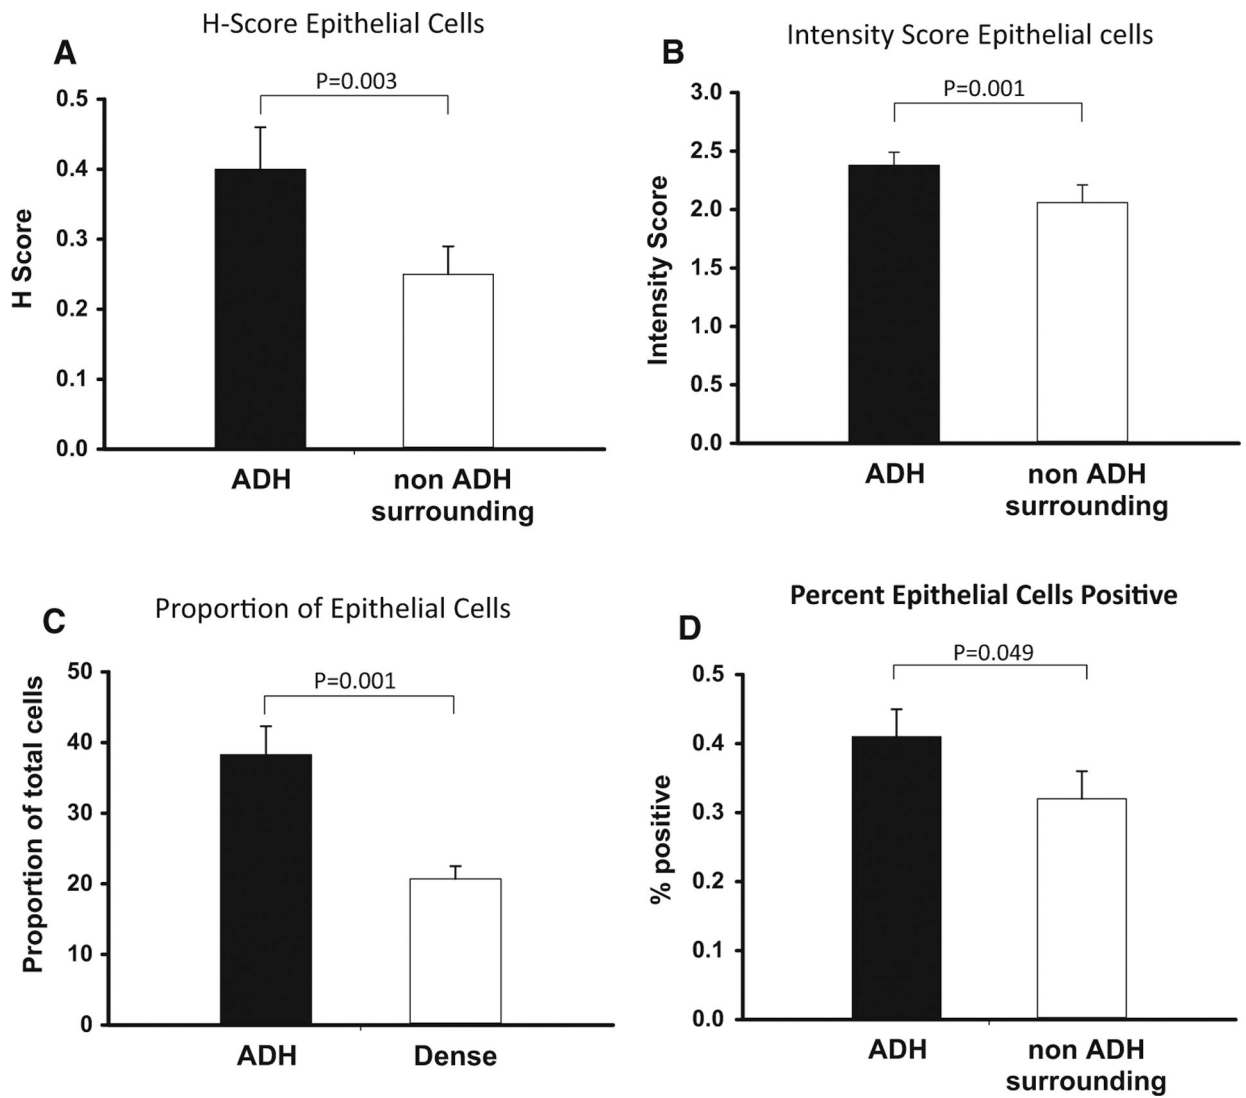 H-Score Epithelial Cells
A
P=0.003
0.5
0.4
0.3
0.2
0.1
0.0
H Score
ADH
non ADH
surrounding
Intensity Score Epithelial cells
B
P=0.001
3.0
2.5
2.0
1.5
1.0
0.5
0.0
Intensity Score
ADH
non ADH
surrounding
Proportion of Epithelial Cells
C
P=0.001
50
40
30
20
10
0
Proportion of total cells
ADH
Dense
Percent Epithelial Cells Positive
D
P=0.049
0.5
0.4
0.3
0.2
0.1
0.0
% positive
ADH
non ADH
surrounding